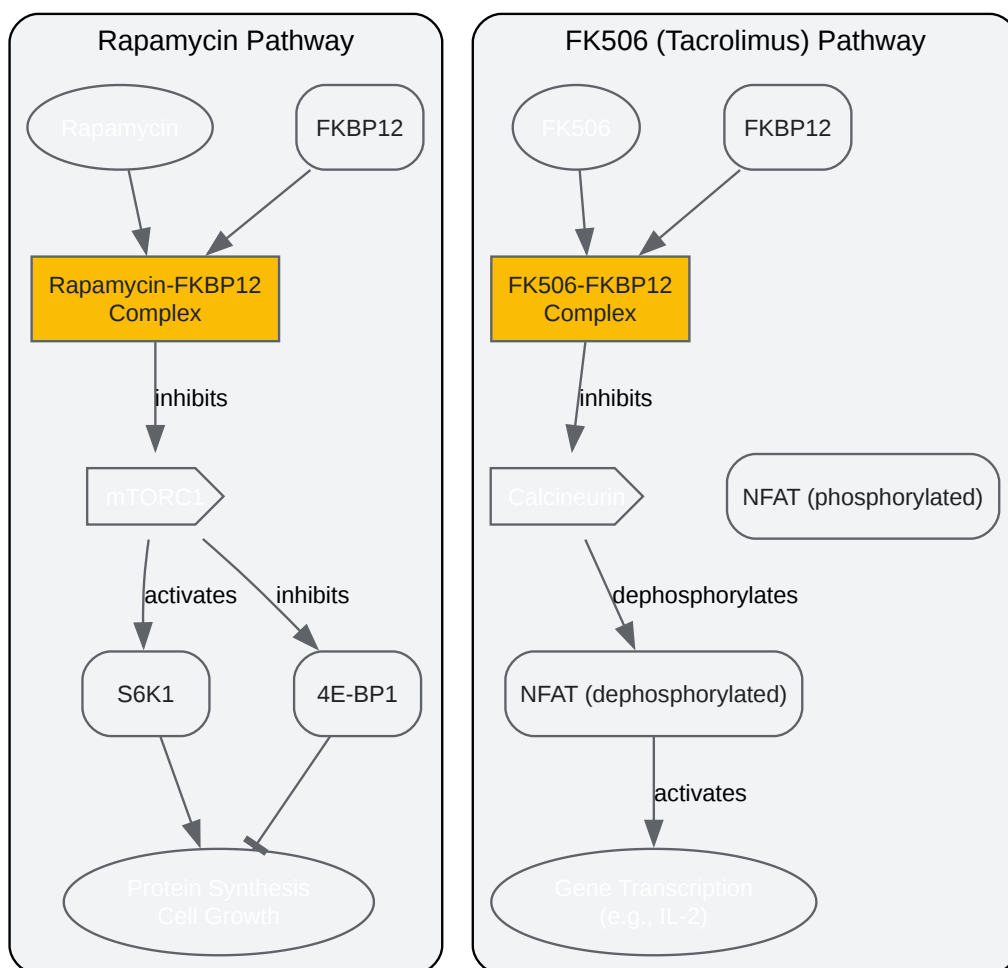 Rapamycin Pathway
Rapamycin
FKBP12
Rapamycin-FKBP12
Complex
inhibits
mTORC1
activates
inhibits
S6K1
4E-BP1
Protein Synthesis
Cell Growth
FK506 (Tacrolimus) Pathway
FK506
FKBP12
FK506-FKBP12
Complex
inhibits
Calcineurin
NFAT (phosphorylated)
dephosphorylates
NFAT (dephosphorylated)
activates
Gene Transcription
(e.g., IL-2)